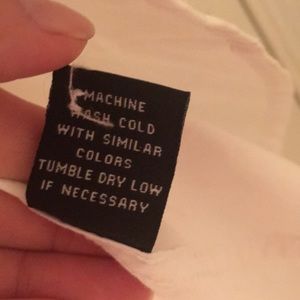 MACHINE
WASH COLD
WITH SIMILAR
COLORS
TUMBLE DRY LOW
IF NECESSARY